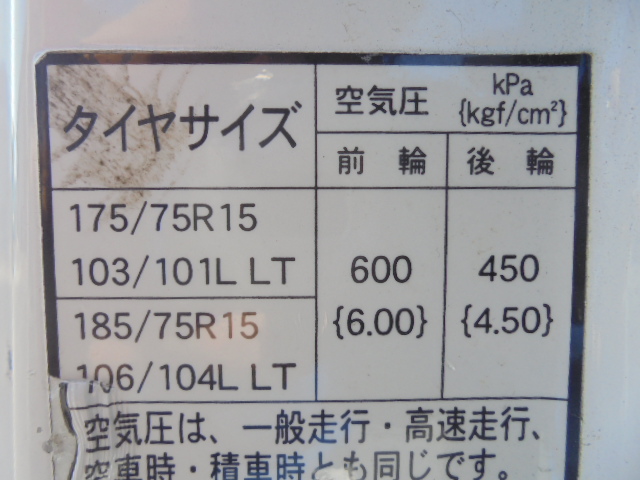 タイヤサイズ
空気圧 kPa
{kgf/cm²}
前輪 後輪
175/75R15
103/101L LT 600 450
185/75R15 {6.00} {4.50}
106/104L LT
空気圧は、一般走行・高速走行、
空車時・積車時とも同じです。